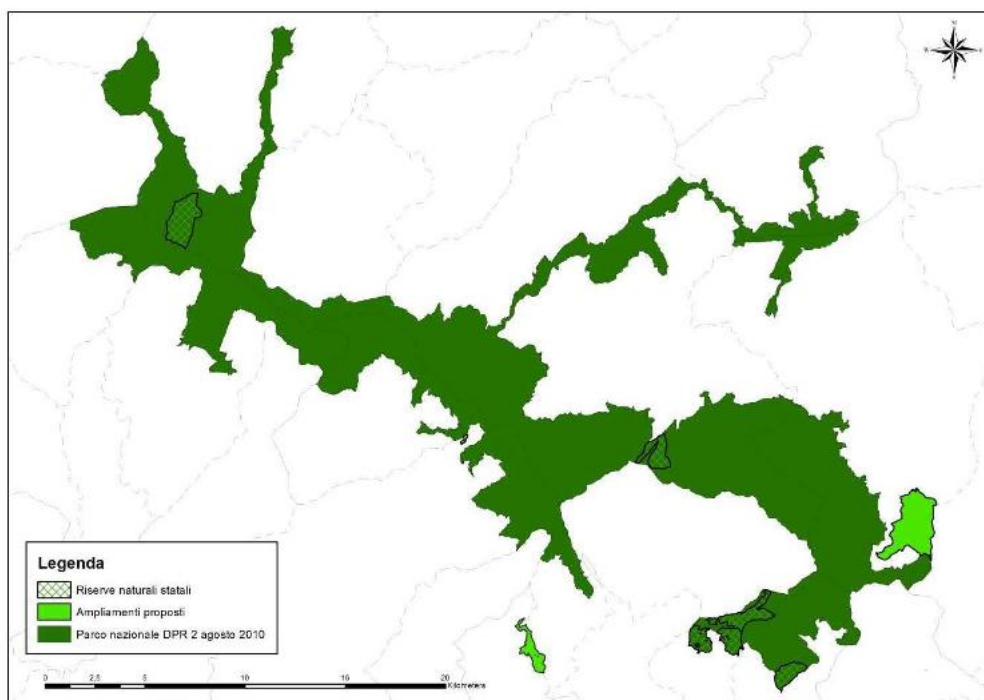 N
Legenda
Riserve naturali statali
Ampliamenti proposti
Parco nazionale DPR 2 agosto 2010
0 2,5 5 10 15 20
Kilometers